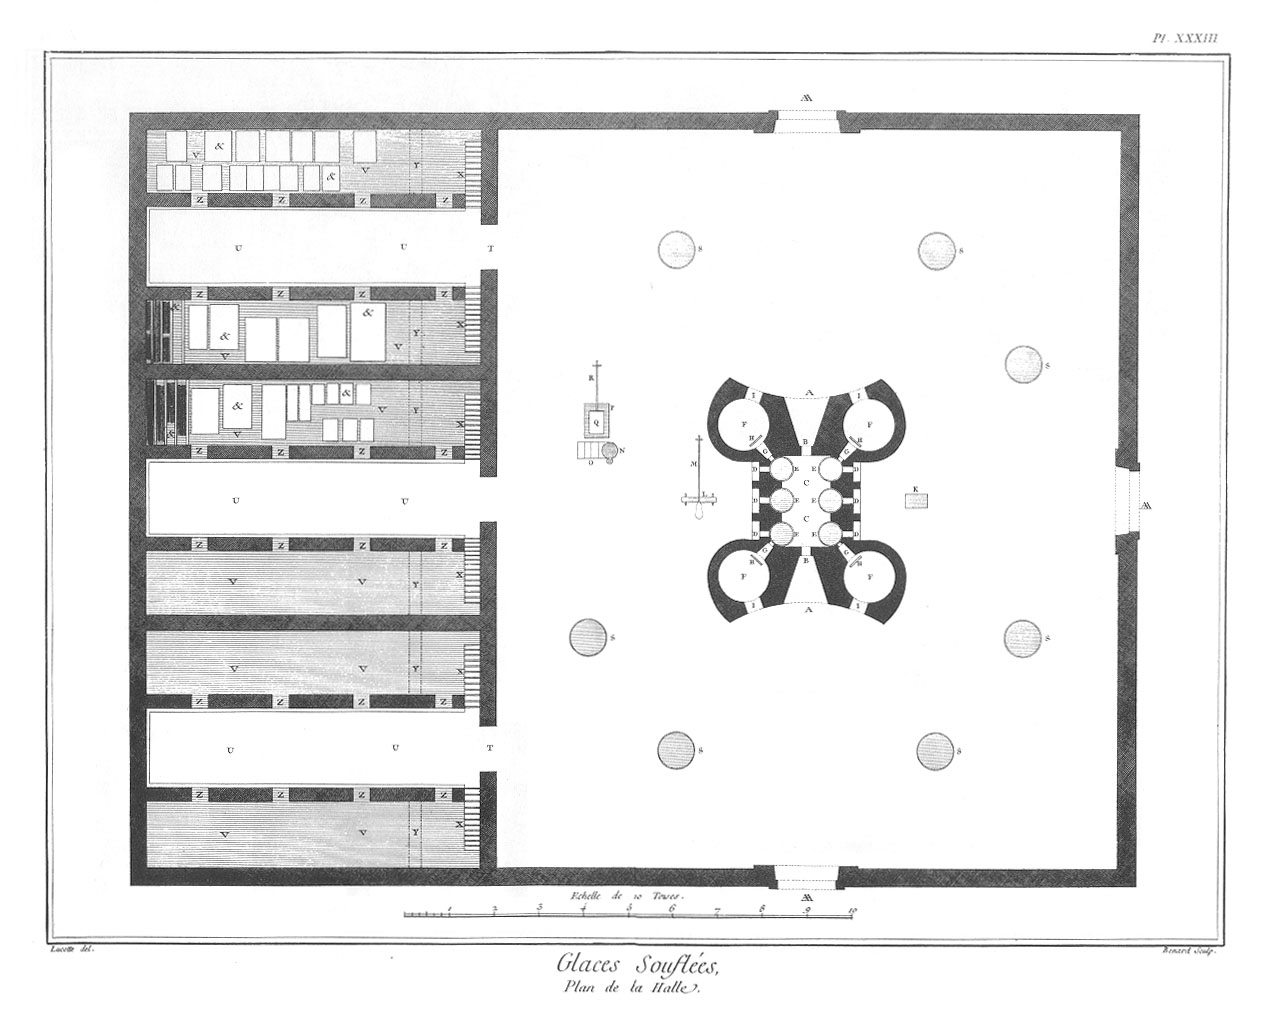 Pl. XXXIII
AA
& V & V Y X
Z Z Z Z
U U T
Z Z Z Z
& & V & V Y X
& & V & V Y X
Z Z Z Z
U U
Z Z Z Z
V V Y X
V V Y X
Z Z Z Z
U U T
Z Z Z Z
V V Y X
S S
S
R P Q N O
M L
A
I I
F F
H B H
G G
D E E D
C
D E E D
C
D E E D
G G
H B H
F F
I I
A
K
AA
S S
S S
AA
Echelle de 10 Toises.
1 2 3 4 5 6 7 8 9 10
Lucotte del.
Benard Sculp.
Glaces Souflées,
Plan de la Halle.